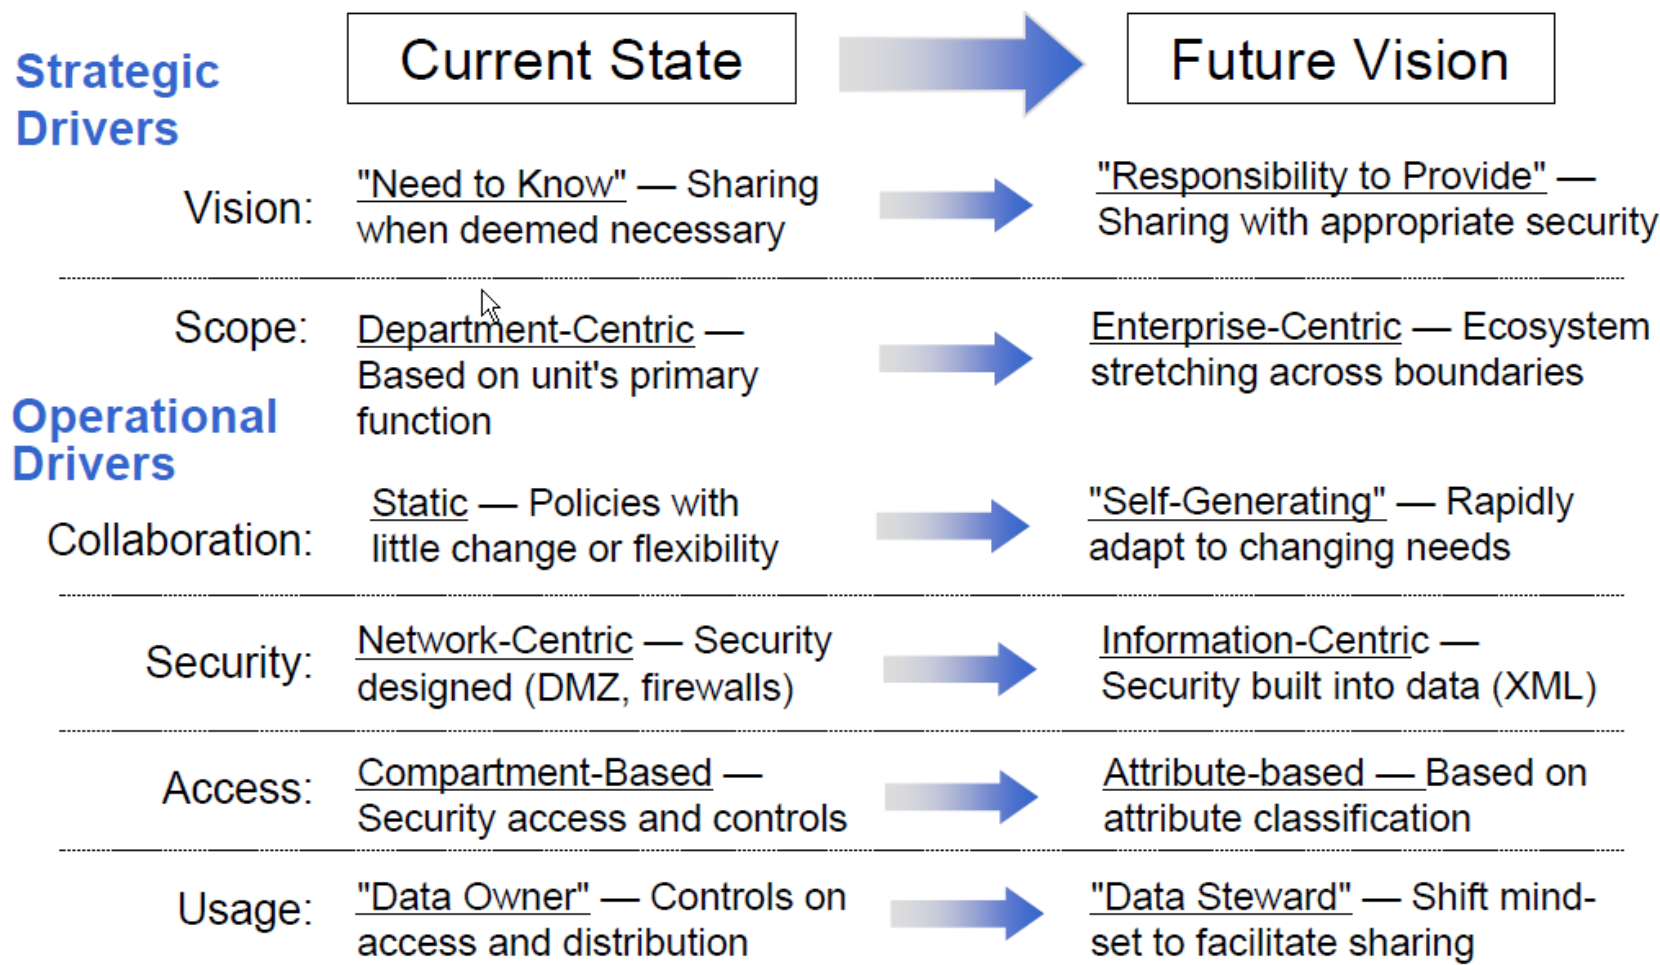 Strategic
Drivers
Current State
Future Vision
Vision:
"Need to Know" — Sharing
when deemed necessary
"Responsibility to Provide" —
Sharing with appropriate security
Scope:
Department-Centric —
Based on unit's primary
function
Enterprise-Centric — Ecosystem
stretching across boundaries
Operational
Drivers
Collaboration:
Static — Policies with
little change or flexibility
"Self-Generating" — Rapidly
adapt to changing needs
Security:
Network-Centric — Security
designed (DMZ, firewalls)
Information-Centric —
Security built into data (XML)
Access:
Compartment-Based —
Security access and controls
Attribute-based — Based on
attribute classification
Usage:
"Data Owner" — Controls on
access and distribution
"Data Steward" — Shift mind-
set to facilitate sharing